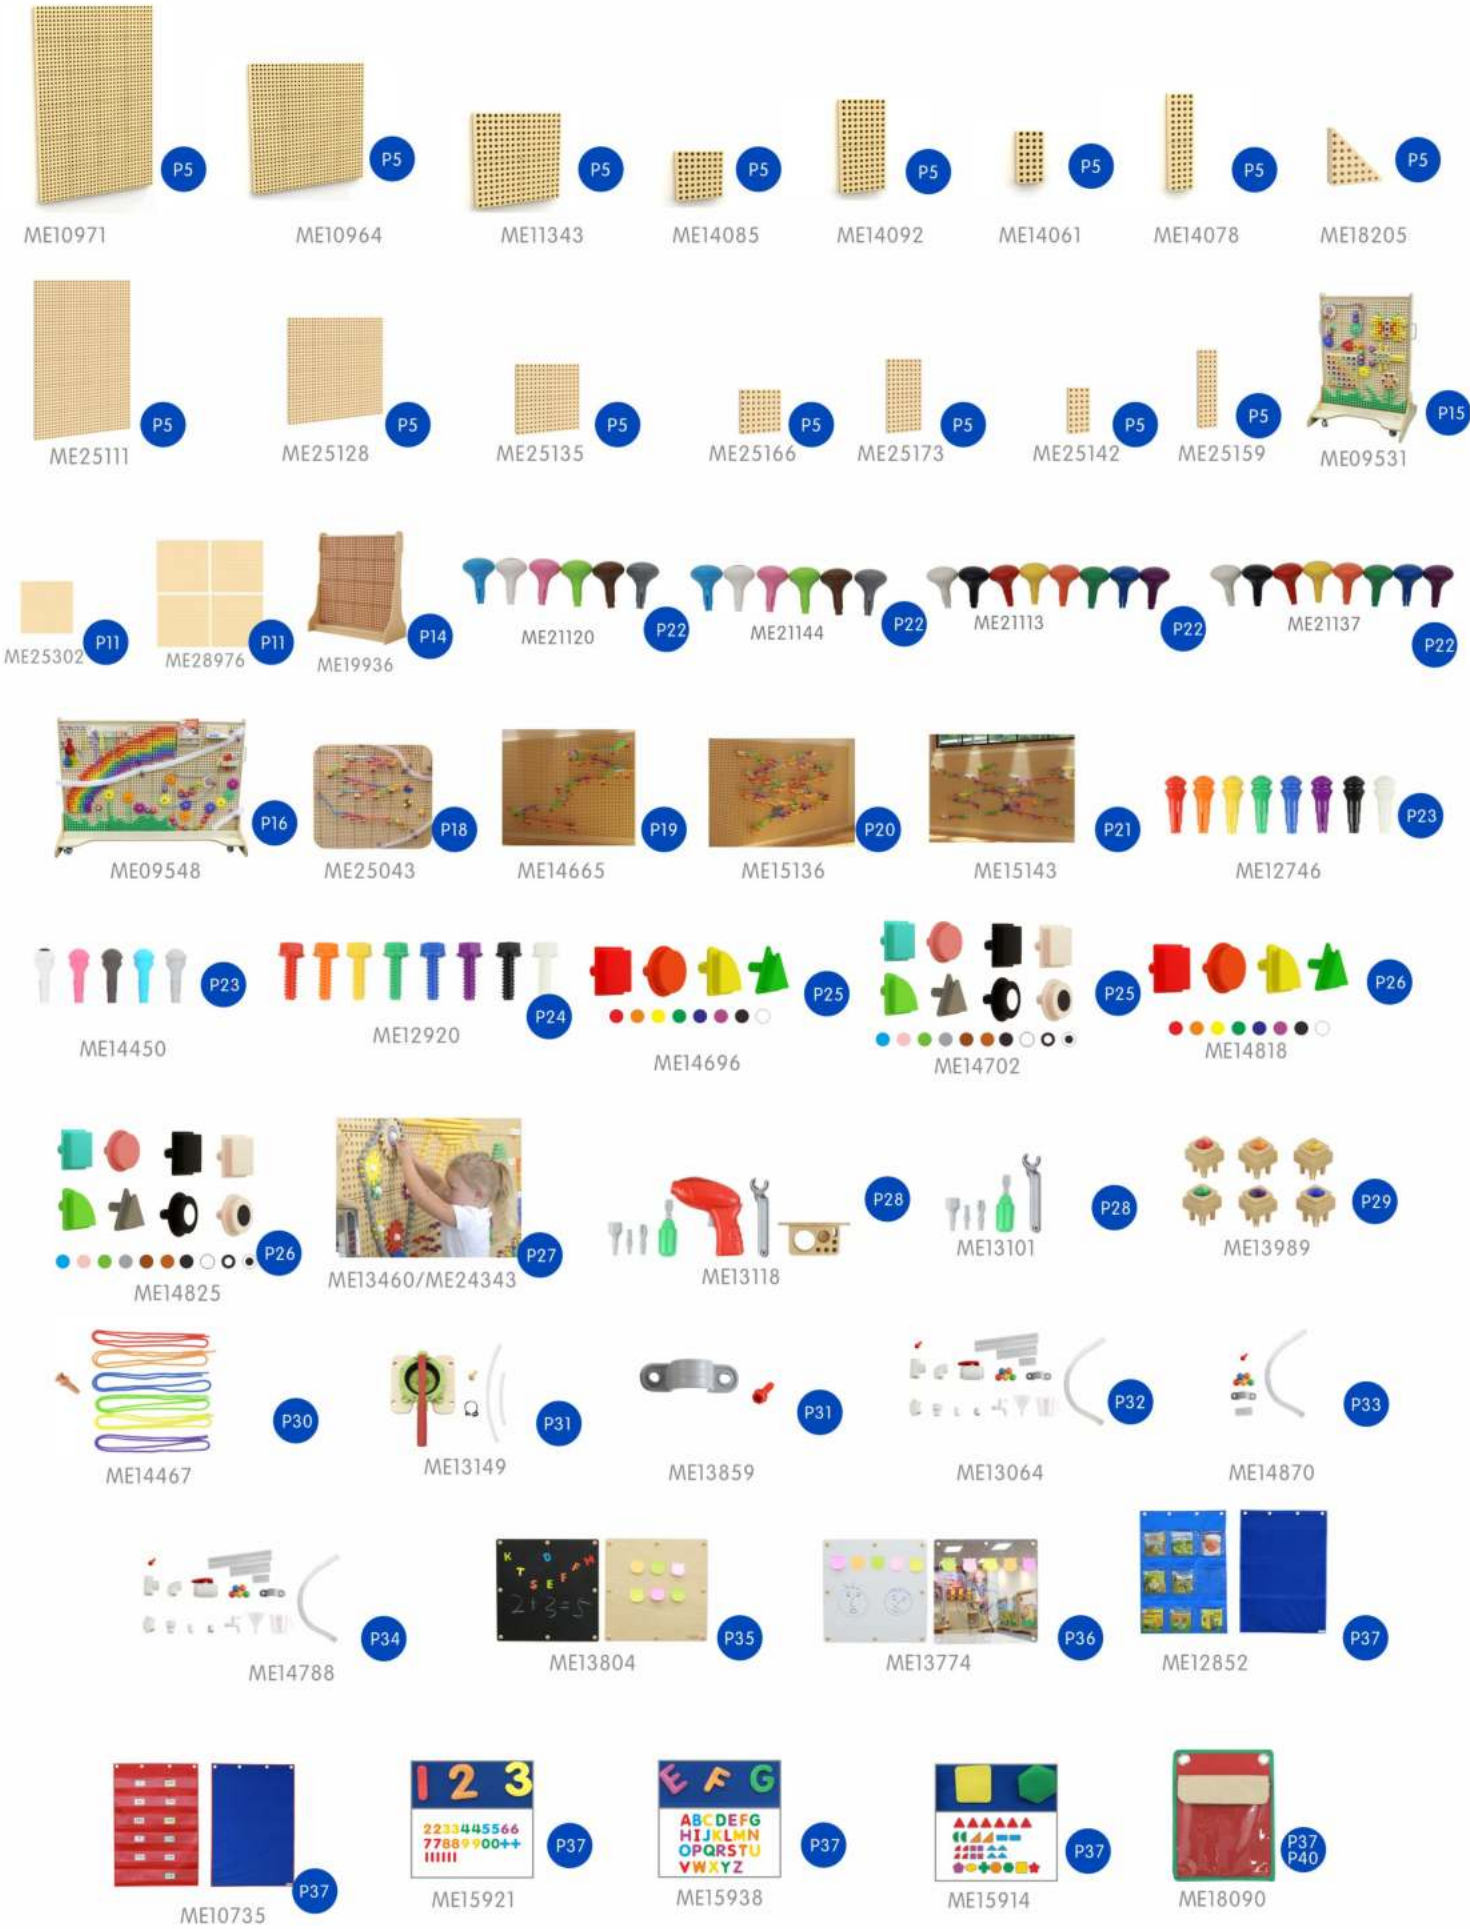 P5 P5 P5 P5 P5 P5 P5 P5
ME10971 ME10964 ME11343 ME14085 ME14092 ME14061 ME14078 ME18205
P5 P5 P5 P5 P5 P5 P5 P15
ME25111 ME25128 ME25135 ME25166 ME25173 ME25142 ME25159 ME09531
P11 P11 P14 P22 P22 P22 P22
ME25302 ME28976 ME19936 ME21120 ME21144 ME21113 ME21137
P16 P18 P19 P20 P21 P23
ME09548 ME25043 ME14665 ME15136 ME15143 ME12746
P23 P24 P25 P25 P26
ME14450 ME12920 ME14696 ME14702 ME14818
P26 P27 P28 P28 P29
ME14825 ME13460/ME24343 ME13118 ME13101 ME13989
P30 P31 P31 P32 P33
ME14467 ME13149 ME13859 ME13064 ME14870
K D F H
T S E F
2+3=5
P34 P35 P36 P37
ME14788 ME13804 ME13774 ME12852
1 2 3 E F G
2233445566
77889900++
ABCDEFG
HIJKLMN
OPQRSTU
VWXYZ
P37 P37 P37 P37 P37
P40
ME10735 ME15921 ME15938 ME15914 ME18090